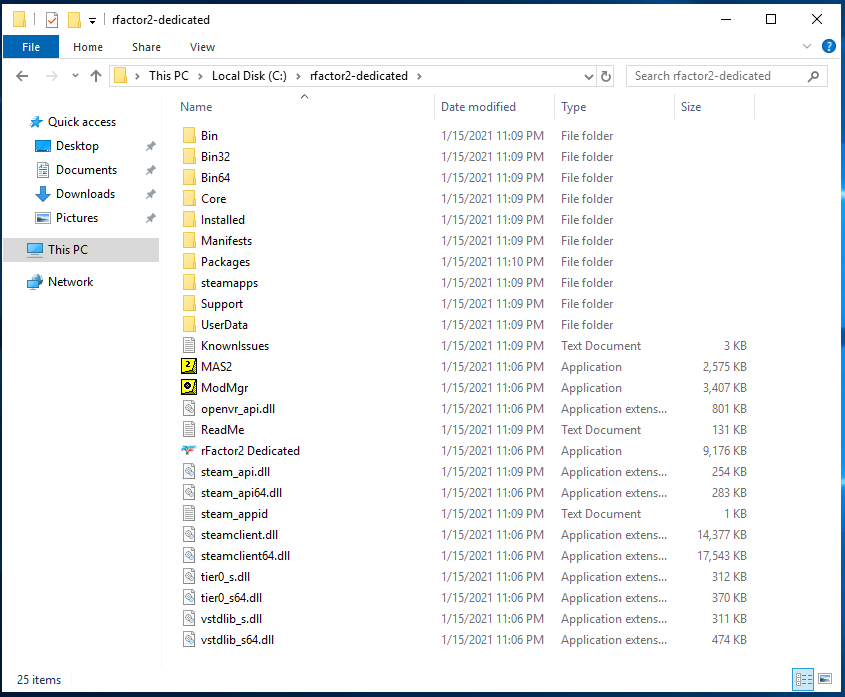 rfactor2-dedicated
File Home Share View
This PC Local Disk (C:) rfactor2-dedicated Search rfactor2-dedicated
Name Date modified Type Size
Quick access
Desktop
Documents
Downloads
Pictures
This PC
Network
Bin 1/15/2021 11:09 PM File folder
Bin32 1/15/2021 11:09 PM File folder
Bin64 1/15/2021 11:09 PM File folder
Core 1/15/2021 11:09 PM File folder
Installed 1/15/2021 11:09 PM File folder
Manifests 1/15/2021 11:09 PM File folder
Packages 1/15/2021 11:10 PM File folder
steamapps 1/15/2021 11:09 PM File folder
Support 1/15/2021 11:09 PM File folder
UserData 1/15/2021 11:09 PM File folder
KnownIssues 1/15/2021 11:09 PM Text Document 3 KB
MAS2 1/15/2021 11:06 PM Application 2,575 KB
ModMgr 1/15/2021 11:06 PM Application 3,407 KB
openvr_api.dll 1/15/2021 11:06 PM Application extens... 801 KB
ReadMe 1/15/2021 11:09 PM Text Document 131 KB
rFactor2 Dedicated 1/15/2021 11:06 PM Application 9,176 KB
steam_api.dll 1/15/2021 11:09 PM Application extens... 254 KB
steam_api64.dll 1/15/2021 11:06 PM Application extens... 283 KB
steam_appid 1/15/2021 11:09 PM Text Document 1 KB
steamclient.dll 1/15/2021 11:06 PM Application extens... 14,377 KB
steamclient64.dll 1/15/2021 11:06 PM Application extens... 17,543 KB
tier0_s.dll 1/15/2021 11:06 PM Application extens... 312 KB
tier0_s64.dll 1/15/2021 11:06 PM Application extens... 370 KB
vstdlib_s.dll 1/15/2021 11:06 PM Application extens... 311 KB
vstdlib_s64.dll 1/15/2021 11:06 PM Application extens... 474 KB
25 items